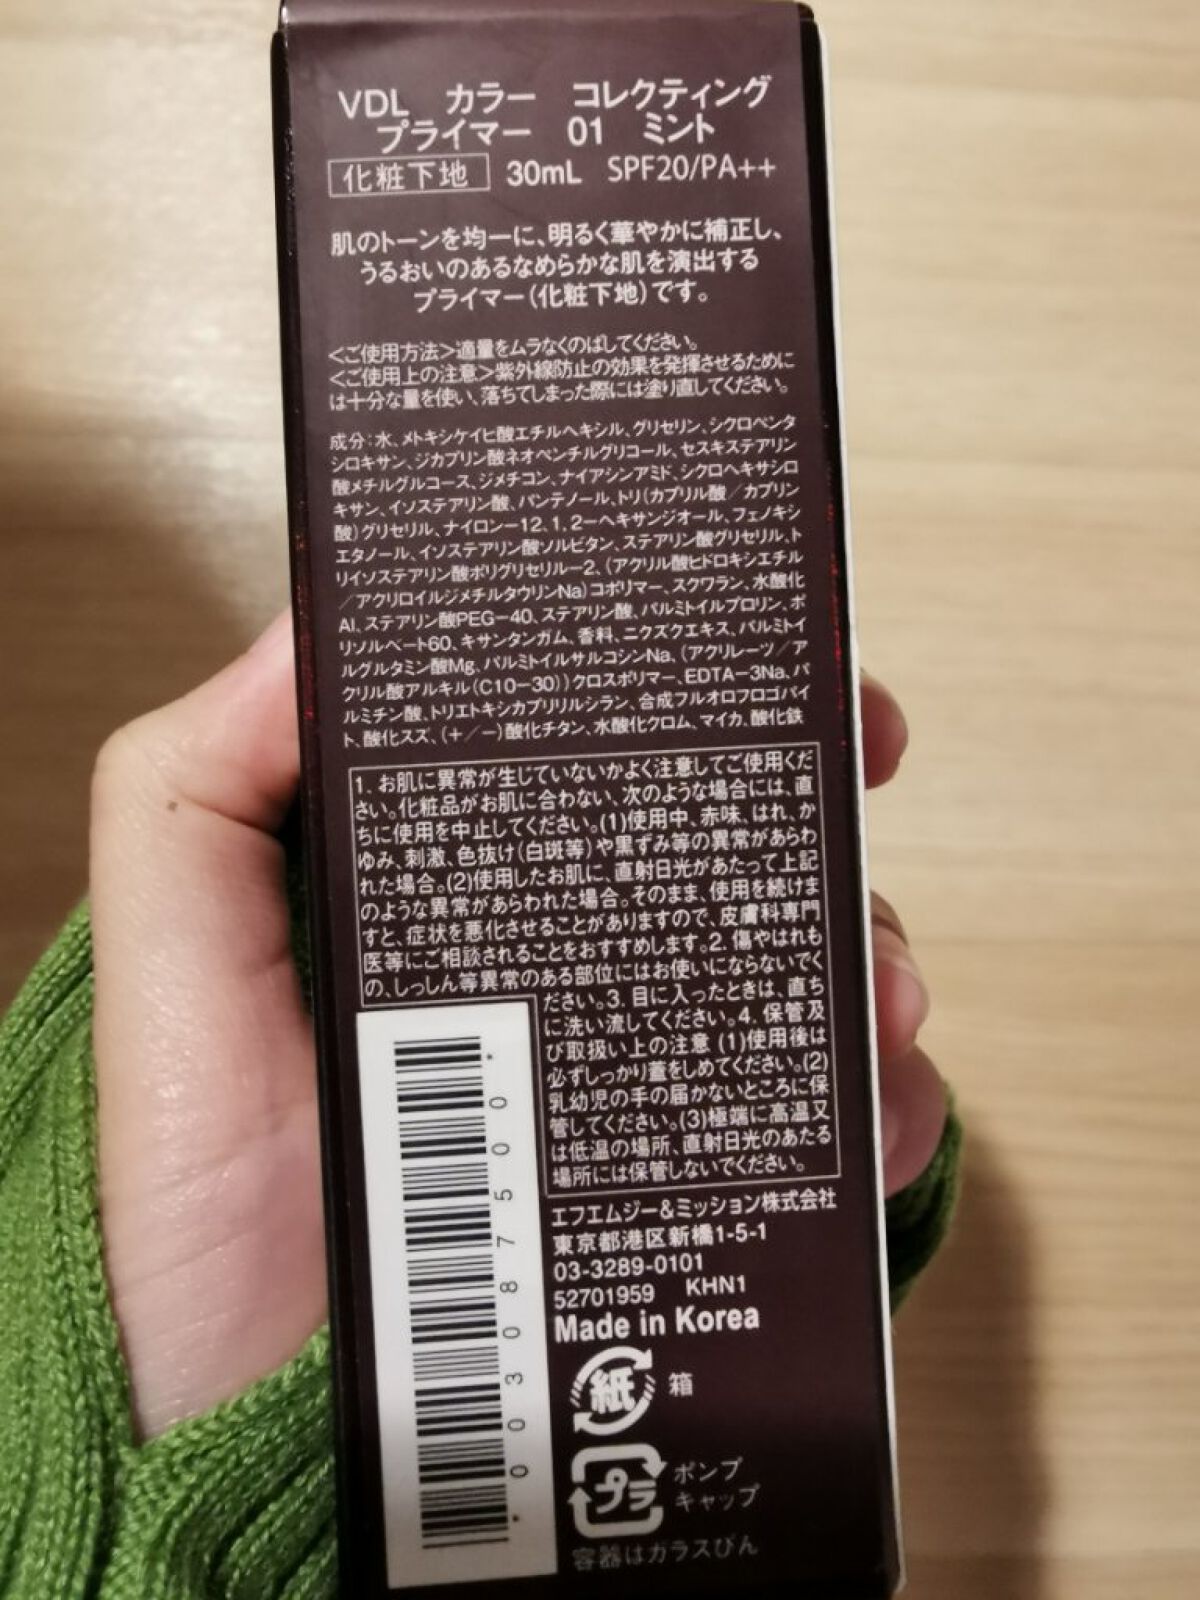 VDL カラー コレクティング
プライマー 01 ミント
化粧下地 30mL SPF20/PA++
肌のトーンを均一に、明るく華やかに補正し、
うるおいのあるなめらかな肌を演出する
プライマー(化粧下地)です。
＜ご使用方法＞適量をムラなくのばしてください。
＜ご使用上の注意＞紫外線防止の効果を発揮させるために
は十分な量を使い、落ちてしまった際には塗り直してください。
成分：水、メトキシケイヒ酸エチルヘキシル、グリセリン、シクロペンタ
シロキサン、ジカプリン酸ネオペンチルグリコール、セスキステアリン
酸メチルグルコース、ジメチコン、ナイアシンアミド、シクロヘキサシロ
キサン、イソステアリン酸、パンテノール、トリ(カプリル酸／カプリン
酸)グリセリル、ナイロン－12、1，2－ヘキサンジオール、フェノキシ
エタノール、イソステアリン酸ソルビタン、ステアリン酸グリセリル、ト
リイソステアリン酸ポリグリセリル－2、(アクリル酸ヒドロキシエチル
／アクリロイルジメチルタウリンNa)コポリマー、スクワラン、水酸化
Al、ステアリン酸PEG－40、ステアリン酸、パルミトイルプロリン、ポ
リソルベート60、キサンタンガム、香料、ニクズクエキス、パルミトイ
ルグルタミン酸Mg、パルミトイルサルコシンNa、(アクリレーツ／ア
クリル酸アルキル(C10－30))クロスポリマー、EDTA－3Na、パ
ルミチン酸、トリエトキシカプリリルシラン、合成フルオロフロゴパイ
ト、酸化スズ、(＋／－)酸化チタン、水酸化クロム、マイカ、酸化鉄
1. お肌に異常が生じていないかよく注意してご使用くだ
さい。化粧品がお肌に合わない、次のような場合には、直
ちに使用を中止してください。(1)使用中、赤味、はれ、か
ゆみ、刺激、色抜け(白斑等)や黒ずみ等の異常があらわ
れた場合。(2)使用したお肌に、直射日光があたって上記
のような異常があらわれた場合。そのまま、使用を続けま
すと、症状を悪化させることがありますので、皮膚科専門
医等にご相談されることをおすすめします。2. 傷やはれも
の、しっしん等異常のある部位にはお使いにならないでく
ださい。3. 目に入ったときは、直ち
に洗い流してください。4. 保管及
び取扱い上の注意 (1)使用後は
必ずしっかり蓋をしめてください。(2)
乳幼児の手の届かないところに保
管してください。(3)極端に高温又
は低温の場所、直射日光のあたる
場所には保管しないでください。
エフエムジー&ミッション株式会社
東京都港区新橋1-5-1
03-3289-0101
52701959 KHN1
Made in Korea
紙 箱
プラ ポンプ
キャップ
容器はガラスびん
*0030875000*